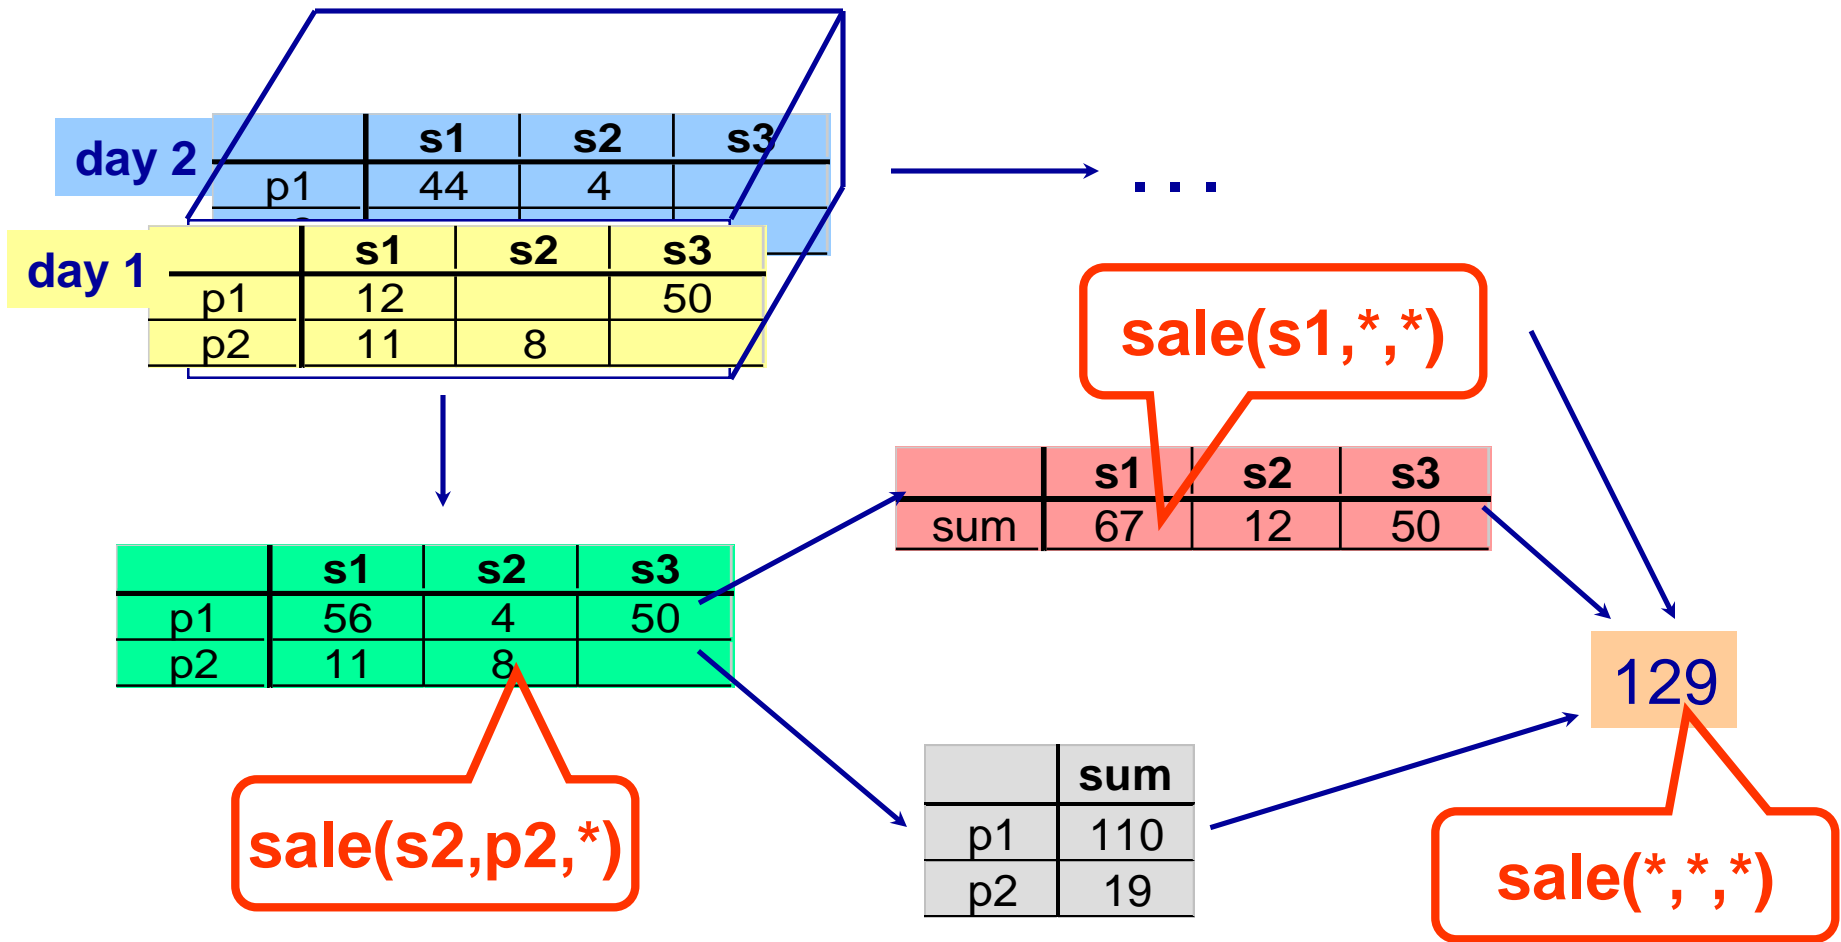 day 2
s1 s2 s3
p1 44 4
day 1
s1 s2 s3
p1 12 50
p2 11 8
. . .
sale(s1,*,*)
s1 s2 s3
sum 67 12 50
s1 s2 s3
p1 56 4 50
p2 11 8
129
sum
p1 110
p2 19
sale(s2,p2,*)
sale(*,*,*)